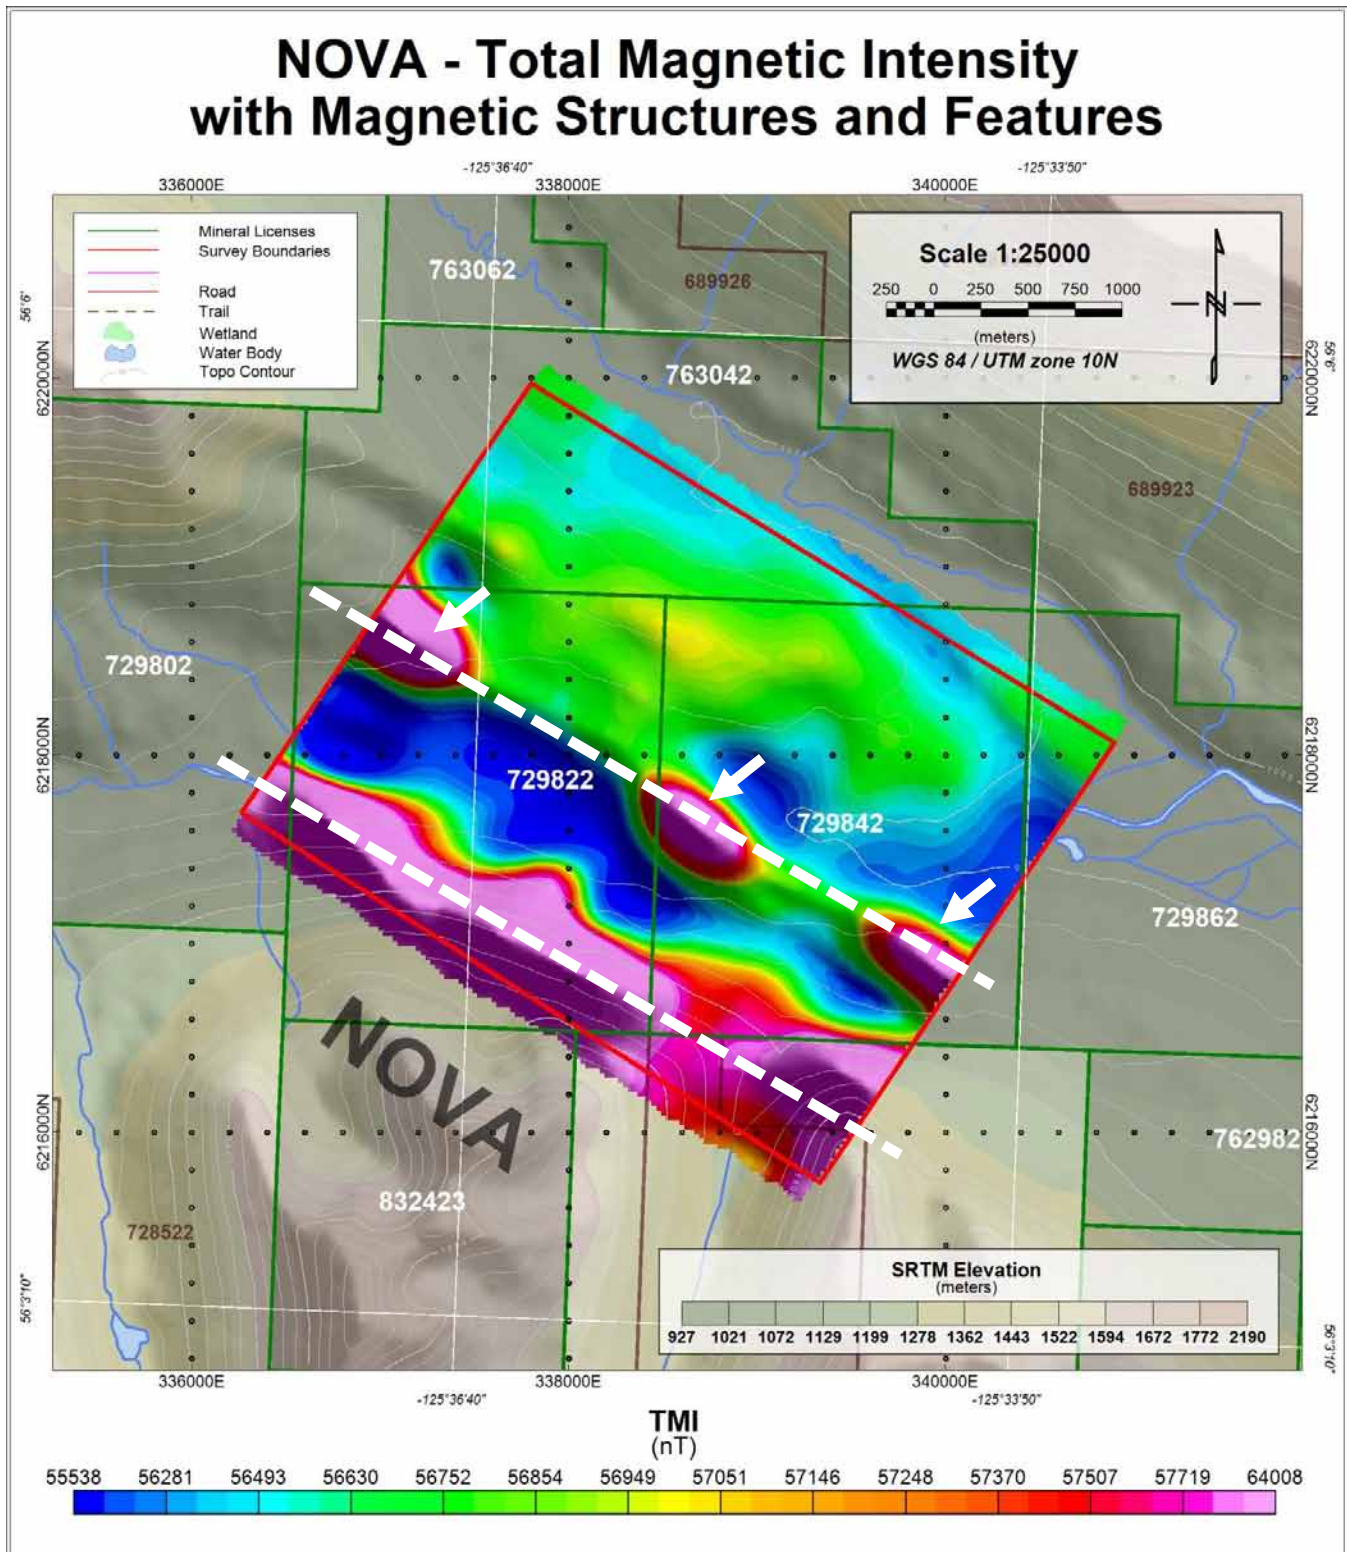 NOVA - Total Magnetic Intensity
with Magnetic Structures and Features
-125°36'40"
-125°33'50"
336000E
338000E
340000E
Mineral Licenses
Survey Boundaries
Road
Trail
Wetland
Water Body
Topo Contour
Scale 1:25000
250 0 250 500 750 1000
(meters)
WGS 84 / UTM zone 10N
N
763062
689926
56°6'
56°6'
6220000N
6220000N
763042
689923
729802
6218000N
6218000N
729822
729842
729862
NOVA
6216000N
6216000N
762982
832423
728522
SRTM Elevation
(meters)
927 1021 1072 1129 1199 1278 1362 1443 1522 1594 1672 1772 2190
56°3'10"
56°3'10"
336000E
338000E
340000E
-125°36'40"
-125°33'50"
TMI
(nT)
55538 56281 56493 56630 56752 56854 56949 57051 57146 57248 57370 57507 57719 64008